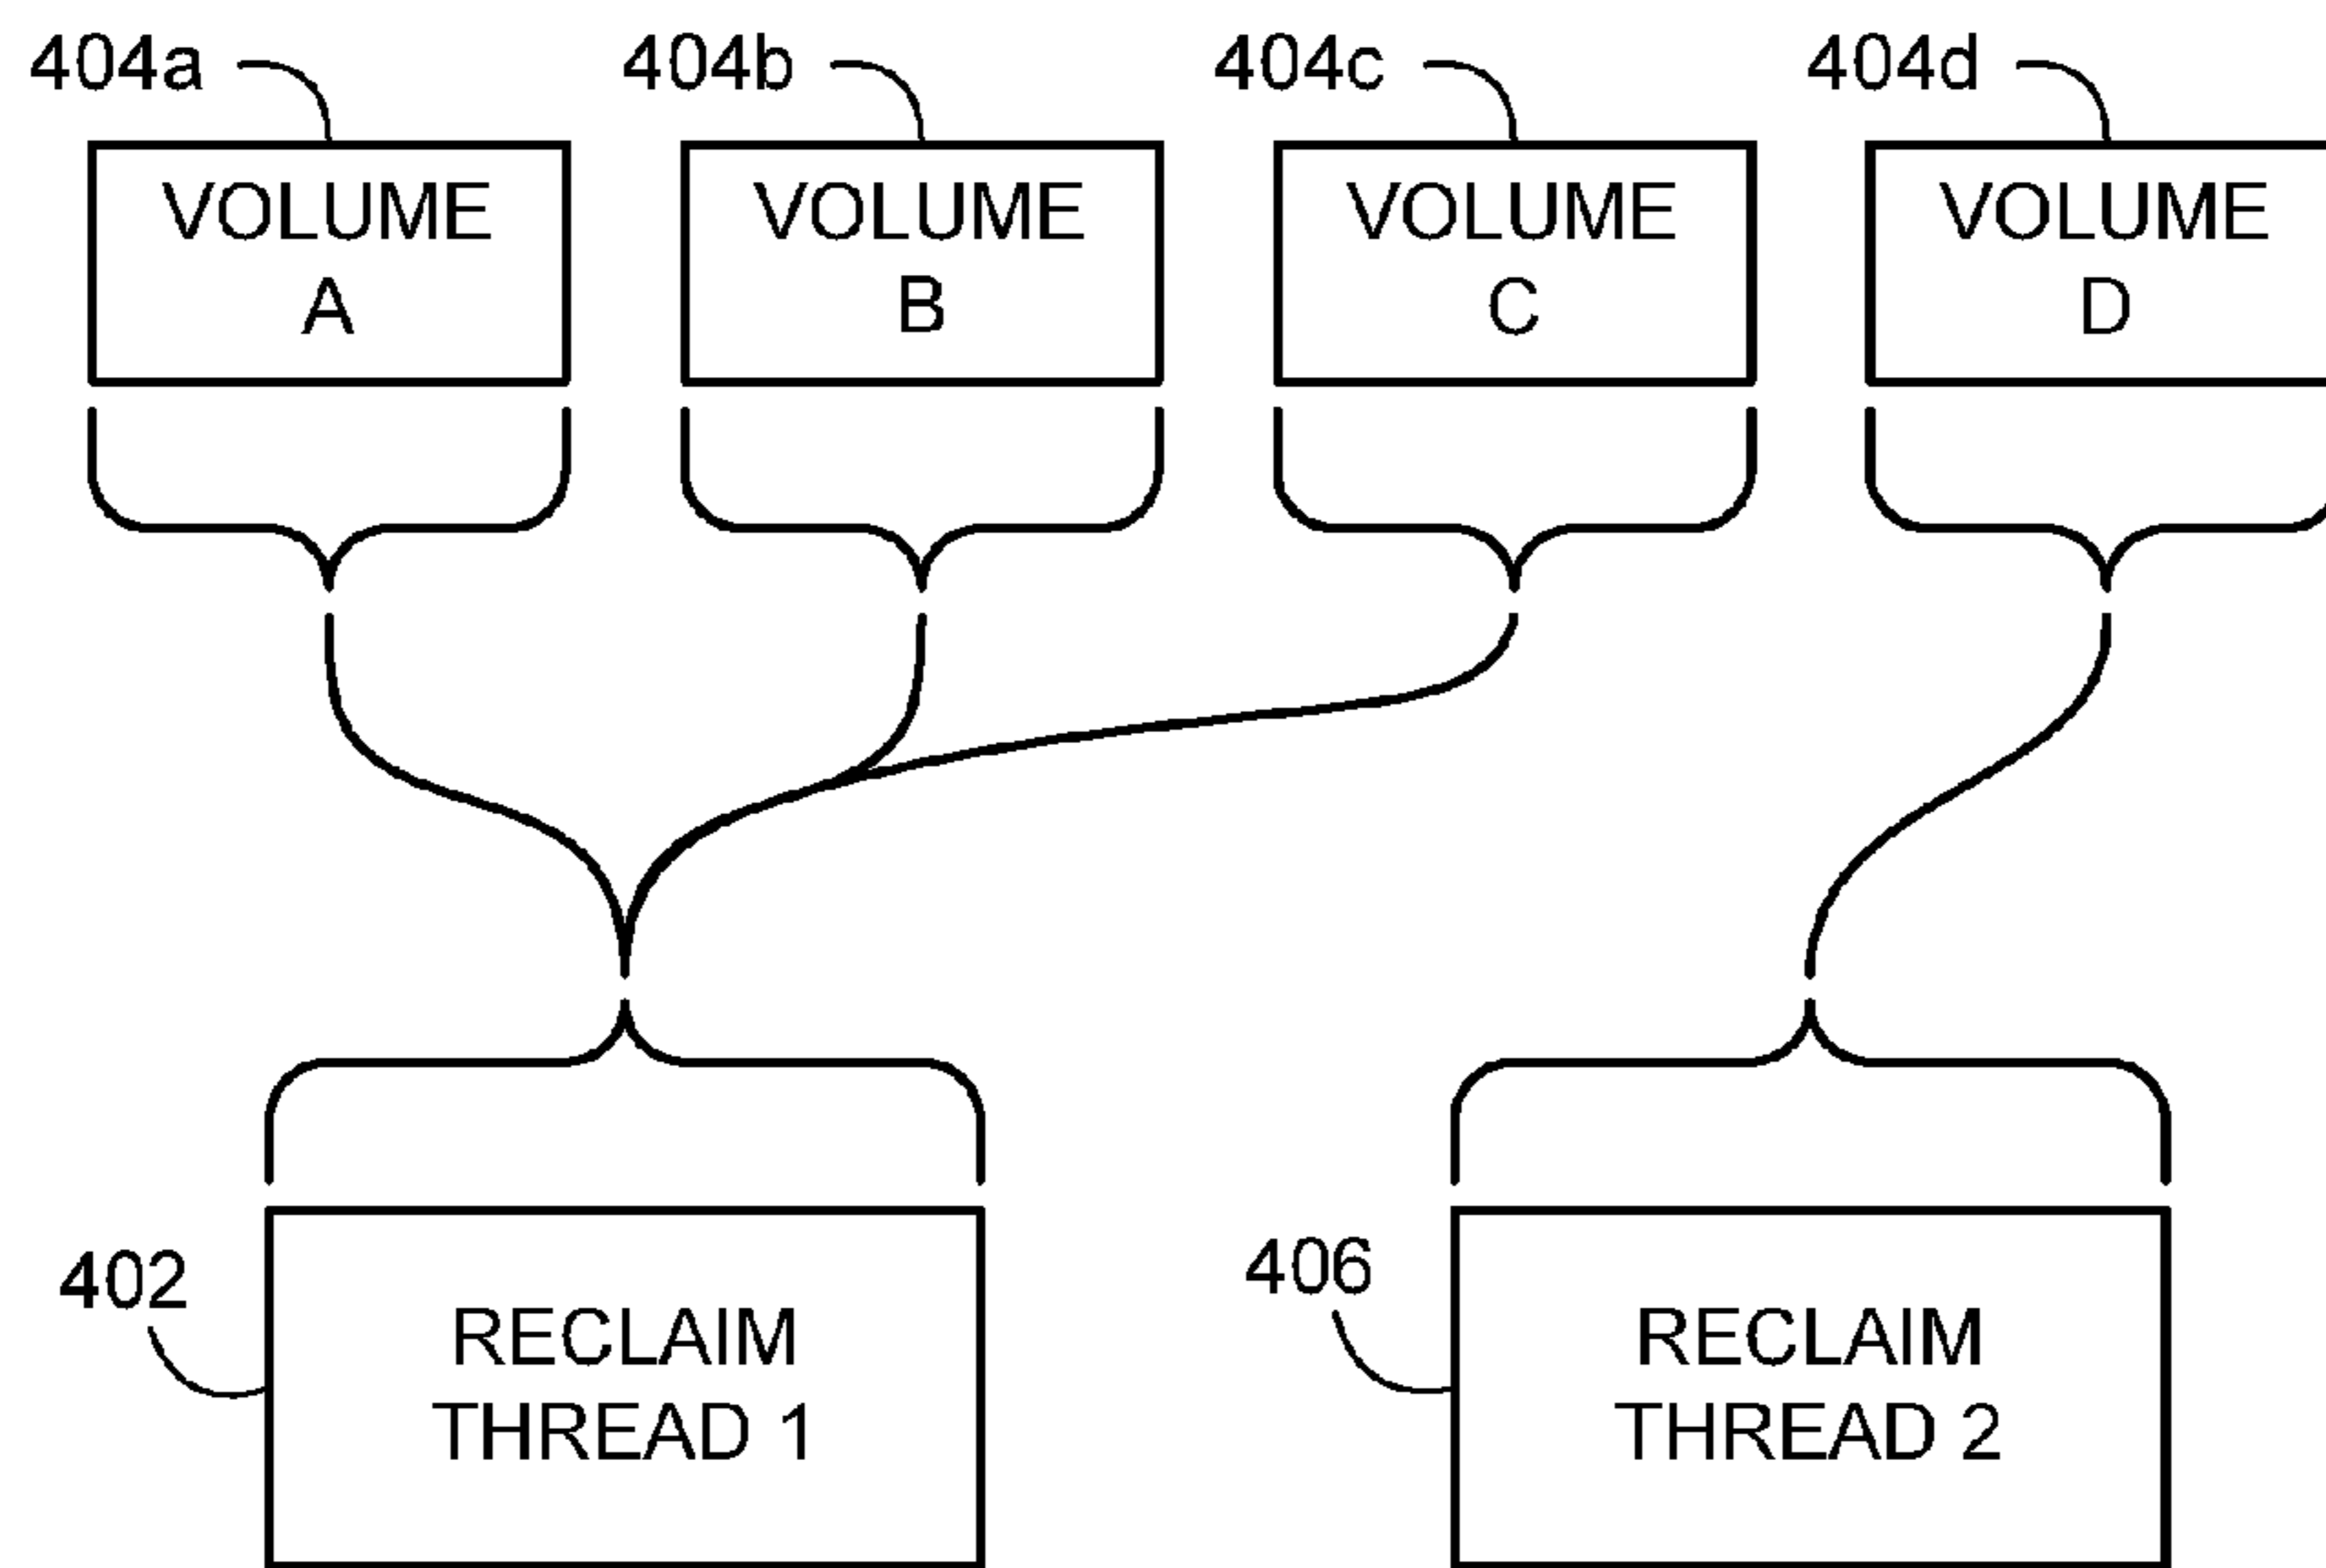 404a
404b
404c
404d
VOLUME
A
VOLUME
B
VOLUME
C
VOLUME
D
402
RECLAIM
THREAD 1
406
RECLAIM
THREAD 2